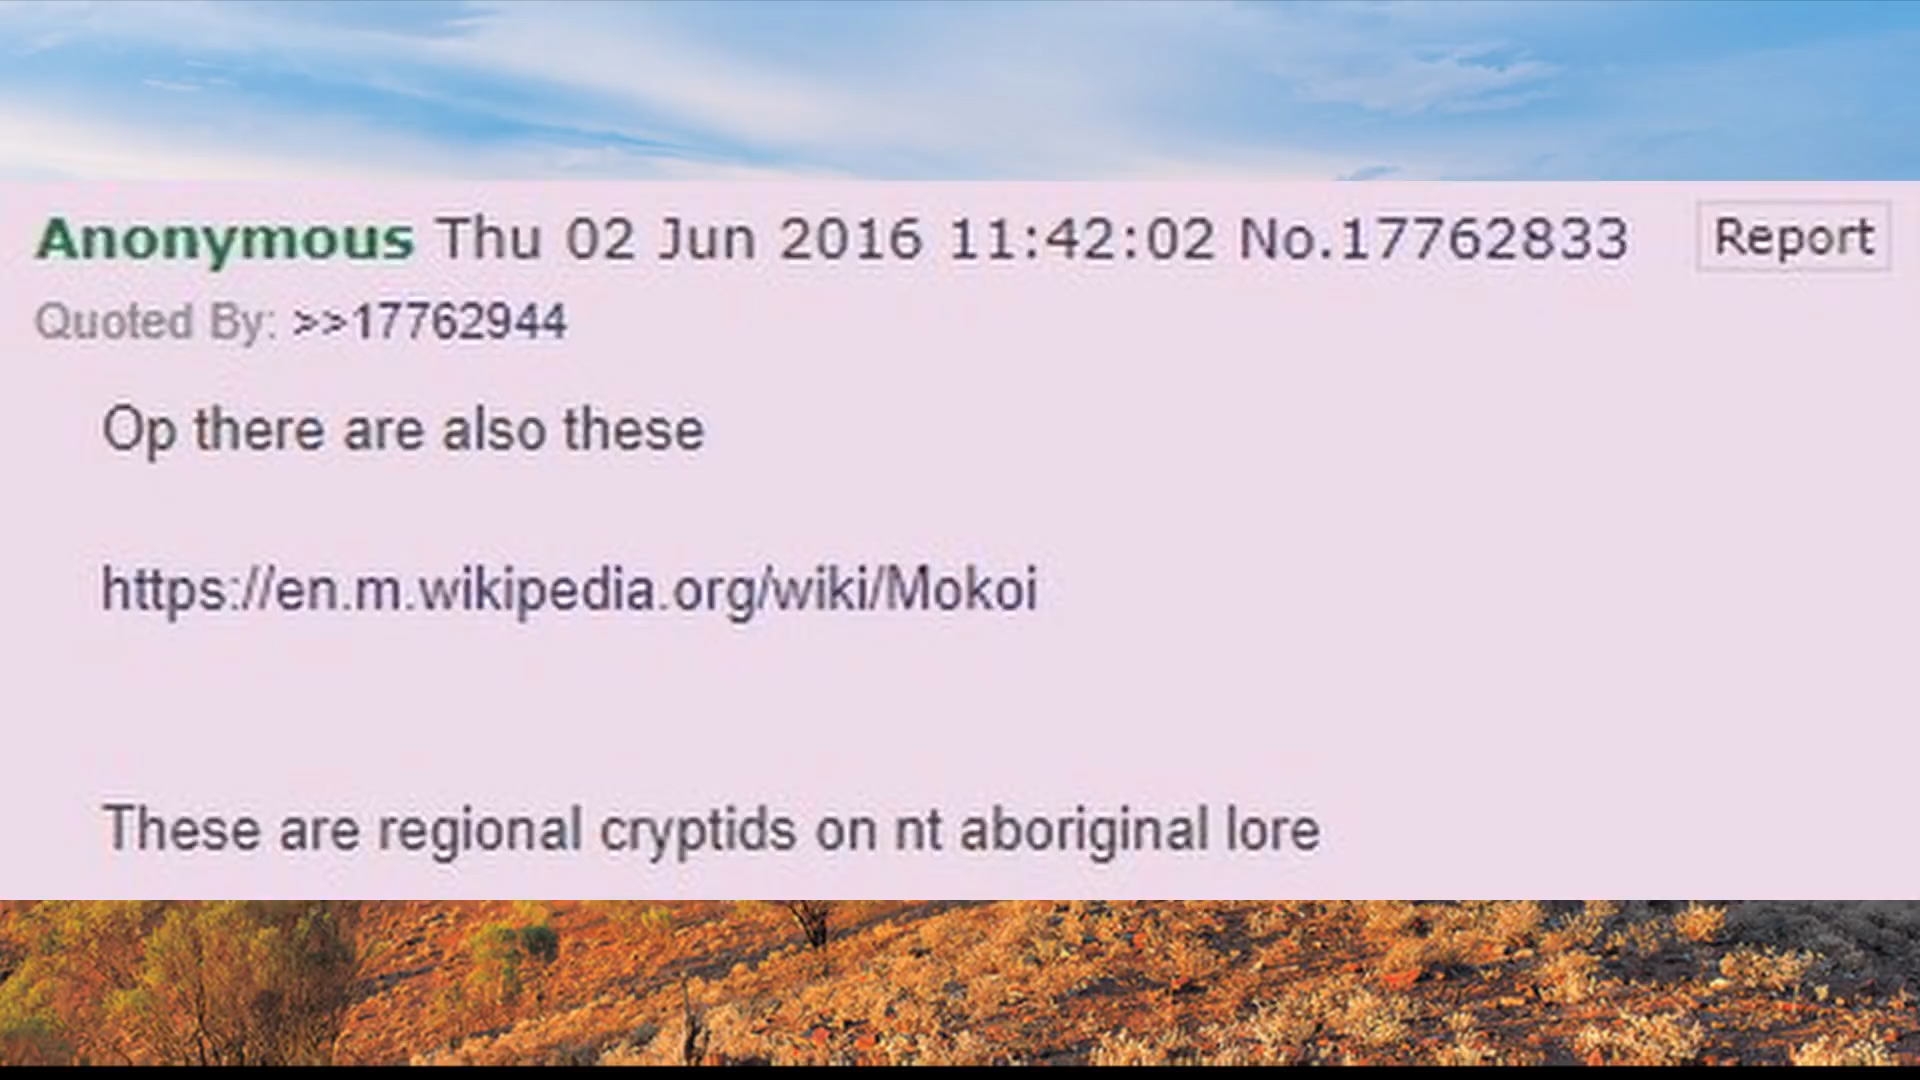 Anonymous Thu 02 Jun 2016 11:42:02 No.17762833 Report
Quoted By: >>17762944
Op there are also these
https://en.m.wikipedia.org/wiki/Mokoi
These are regional cryptids on nt aboriginal lore